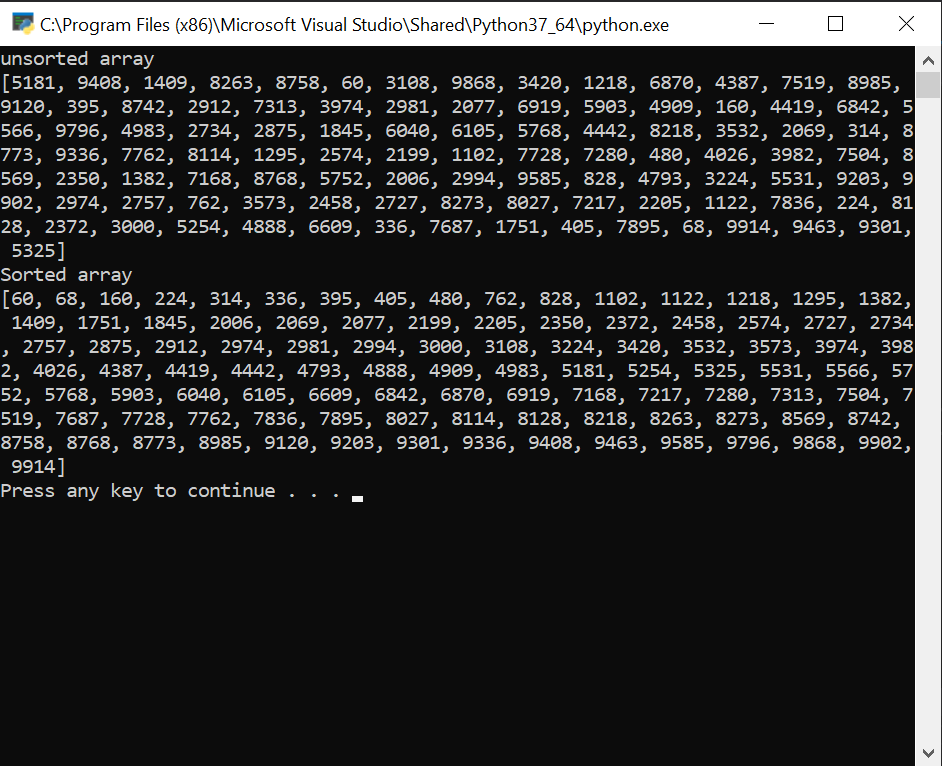 C:\Program Files (x86)\Microsoft Visual Studio\Shared\Python37_64\python.exe
unsorted array
[5181, 9408, 1409, 8263, 8758, 60, 3108, 9868, 3420, 1218, 6870, 4387, 7519, 8985,
9120, 395, 8742, 2912, 7313, 3974, 2981, 2077, 6919, 5903, 4909, 160, 4419, 6842, 5
566, 9796, 4983, 2734, 2875, 1845, 6040, 6105, 5768, 4442, 8218, 3532, 2069, 314, 8
773, 9336, 7762, 8114, 1295, 2574, 2199, 1102, 7728, 7280, 480, 4026, 3982, 7504, 8
569, 2350, 1382, 7168, 8768, 5752, 2006, 2994, 9585, 828, 4793, 3224, 5531, 9203, 9
902, 2974, 2757, 762, 3573, 2458, 2727, 8273, 8027, 7217, 2205, 1122, 7836, 224, 81
28, 2372, 3000, 5254, 4888, 6609, 336, 7687, 1751, 405, 7895, 68, 9914, 9463, 9301,
 5325]
Sorted array
[60, 68, 160, 224, 314, 336, 395, 405, 480, 762, 828, 1102, 1122, 1218, 1295, 1382,
 1409, 1751, 1845, 2006, 2069, 2077, 2199, 2205, 2350, 2372, 2458, 2574, 2727, 2734
, 2757, 2875, 2912, 2974, 2981, 2994, 3000, 3108, 3224, 3420, 3532, 3573, 3974, 398
2, 4026, 4387, 4419, 4442, 4793, 4888, 4909, 4983, 5181, 5254, 5325, 5531, 5566, 57
52, 5768, 5903, 6040, 6105, 6609, 6842, 6870, 6919, 7168, 7217, 7280, 7313, 7504, 7
519, 7687, 7728, 7762, 7836, 7895, 8027, 8114, 8128, 8218, 8263, 8273, 8569, 8742,
8758, 8768, 8773, 8985, 9120, 9203, 9301, 9336, 9408, 9463, 9585, 9796, 9868, 9902,
 9914]
Press any key to continue . . .